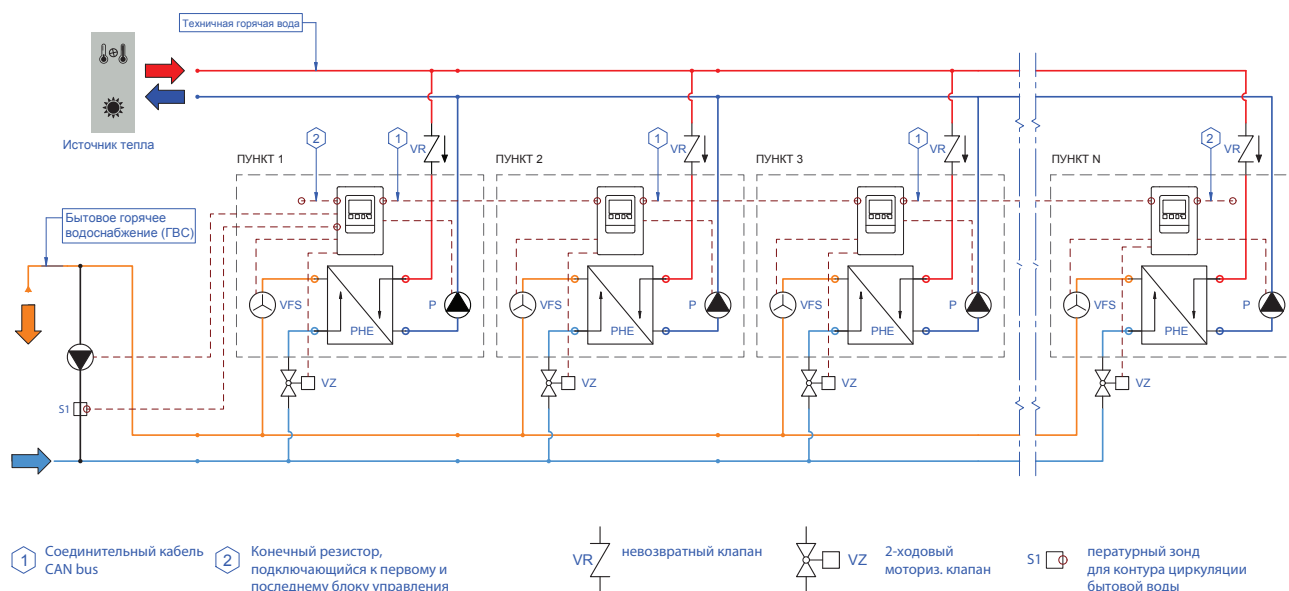 Техничная горячая вода
Источник тепла
2
1
VR
1
VR
1
VR
2
VR
ПУНКТ 1
ПУНКТ 2
ПУНКТ 3
ПУНКТ N
Бытовое горячее
водоснабжение (ГВС)
VFS
P
VFS
P
VFS
P
VFS
P
PHE
PHE
PHE
PHE
VZ
VZ
VZ
VZ
S1
1
Соединительный кабель
CAN bus
2
Конечный резистор,
подключающийся к первому и
последнему блоку управления
VR
невозвратный клапан
VZ
2-ходовый
моториз. клапан
S1
пературный зонд
для контура циркуляции
бытовой воды